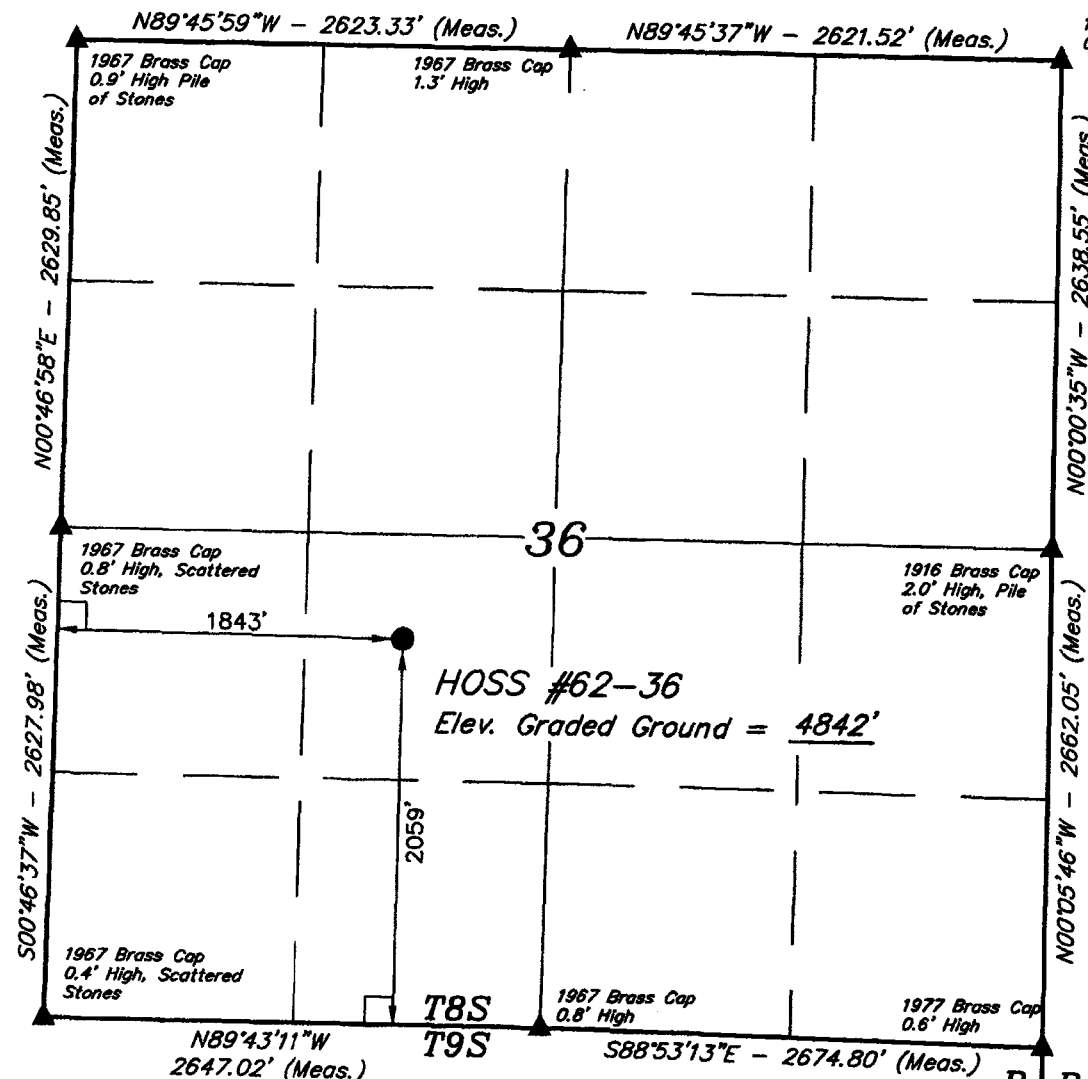 N89°45'59"W - 2623.33' (Meas.)
N89°45'37"W - 2621.52' (Meas.)
1967 Brass Cap
0.9' High Pile
of Stones
1967 Brass Cap
1.3' High
N00°46'58"E - 2629.85' (Meas.)
N00°00'35"W - 2638.55' (Meas.)
36
1967 Brass Cap
0.8' High, Scattered
Stones
1916 Brass Cap
2.0' High, Pile
of Stones
1843'
HOSS #62-36
Elev. Graded Ground = 4842'
2059'
S00°46'37"W - 2627.98' (Meas.)
N00°05'46"W - 2662.05' (Meas.)
1967 Brass Cap
0.4' High, Scattered
Stones
T8S
T9S
1967 Brass Cap
0.8' High
1977 Brass Cap
0.6' High
N89°43'11"W
2647.02' (Meas.)
S88°53'13"E - 2674.80' (Meas.)